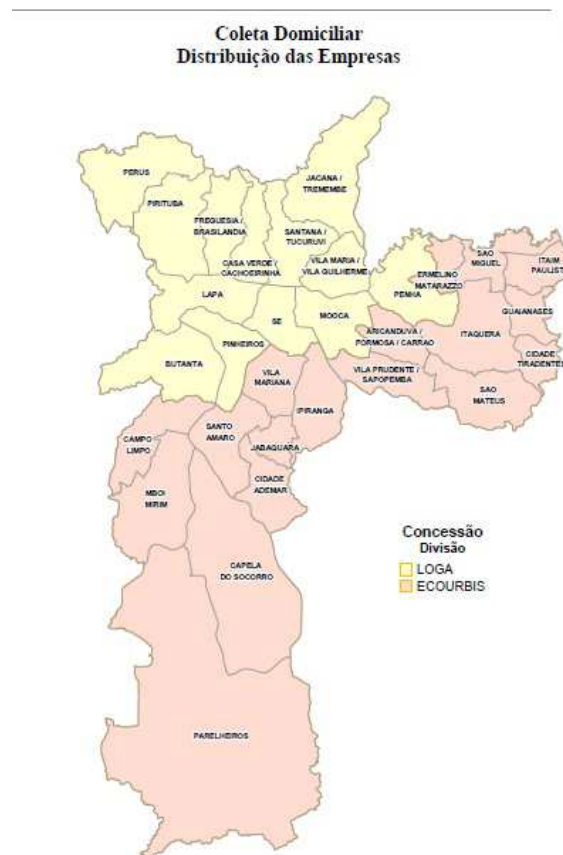 Coleta Domiciliar
Distribuição das Empresas
PERUS
JACANA /
TREMEMBE
PIRITUBA
FREGUESIA /
BRASILANDIA
SANTANA /
TUCURUVI
CASA VERDE /
CACHOEIRINHA
VILA MARIA /
VILA GUILHERME
SAO
MIGUEL
ITAIM
PAULIST
ERMELINO
MATARAZZO
PENHA
LAPA
SE
MOOCA
GUAIANASES
ARICANDUVA /
FORMOSA / CARRAO
ITAQUERA
PINHEIROS
BUTANTA
CIDADE
TIRADENTES
VILA
MARIANA
VILA PRUDENTE /
SAPOPEMBA
SAO
MATEUS
IPIRANGA
SANTO
AMARO
CAMPO
LIMPO
JABAQUARA
CIDADE
ADEMAR
MBOI
MIRIM
CAPELA
DO SOCORRO
PARELHEIROS
Concessão
Divisão
LOGA
ECOURBIS